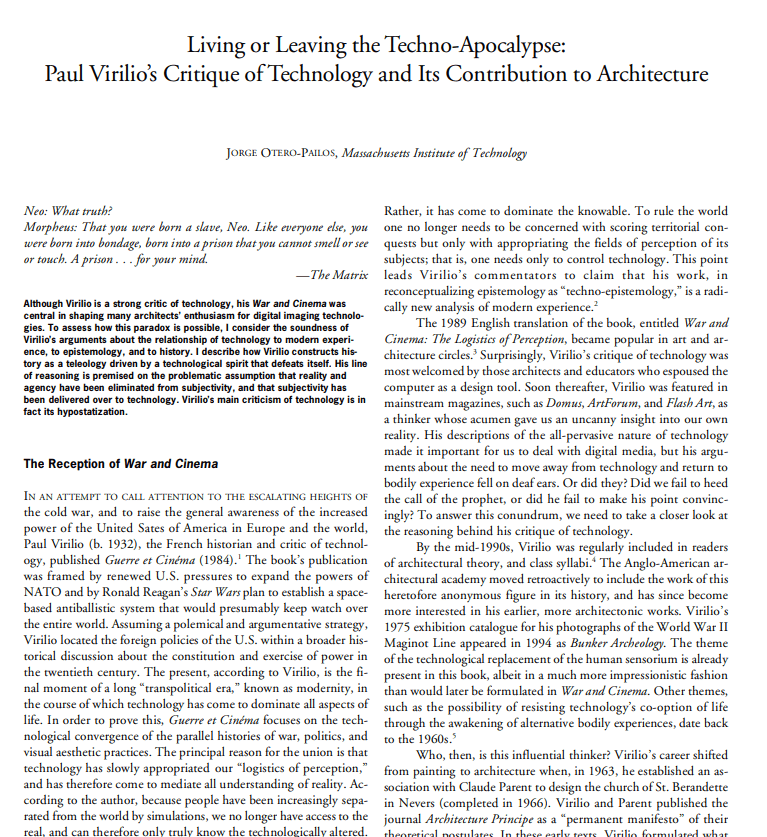 Living or Leaving the Techno-Apocalypse:
Paul Virilio's Critique of Technology and Its Contribution to Architecture
JORGE OTERO-PAILOS, Massachusetts Institute of Technology
Neo: What truth?
Morpheus: That you were born a slave, Neo. Like everyone else, you
were born into bondage, born into a prison that you cannot smell or see
or touch. A prison . . . for your mind.
—The Matrix
Although Virilio is a strong critic of technology, his War and Cinema was
central in shaping many architects' enthusiasm for digital imaging technolo-
gies. To assess how this paradox is possible, I consider the soundness of
Virilio's arguments about the relationship of technology to modern experi-
ence, to epistemology, and to history. I describe how Virilio constructs his-
tory as a teleology driven by a technological spirit that defeats itself. His line
of reasoning is premised on the problematic assumption that reality and
agency have been eliminated from subjectivity, and that subjectivity has
been delivered over to technology. Virilio's main criticism of technology is in
fact its hypostatization.
The Reception of War and Cinema
IN AN ATTEMPT TO CALL ATTENTION TO THE ESCALATING HEIGHTS OF
the cold war, and to raise the general awareness of the increased
power of the United Sates of America in Europe and the world,
Paul Virilio (b. 1932), the French historian and critic of technol-
ogy, published Guerre et Cinéma (1984).1 The book's publication
was framed by renewed U.S. pressures to expand the powers of
NATO and by Ronald Reagan's Star Wars plan to establish a space-
based antiballistic system that would presumably keep watch over
the entire world. Assuming a polemical and argumentative strategy,
Virilio located the foreign policies of the U.S. within a broader his-
torical discussion about the constitution and exercise of power in
the twentieth century. The present, according to Virilio, is the fi-
nal moment of a long "transpolitical era," known as modernity, in
the course of which technology has come to dominate all aspects of
life. In order to prove this, Guerre et Cinéma focuses on the tech-
nological convergence of the parallel histories of war, politics, and
visual aesthetic practices. The principal reason for the union is that
technology has slowly appropriated our "logistics of perception,"
and has therefore come to mediate all understanding of reality. Ac-
cording to the author, because people have been increasingly sepa-
rated from the world by simulations, we no longer have access to the
real, and can therefore only truly know the technologically altered.
Rather, it has come to dominate the knowable. To rule the world
one no longer needs to be concerned with scoring territorial con-
quests but only with appropriating the fields of perception of its
subjects; that is, one needs only to control technology. This point
leads Virilio's commentators to claim that his work, in
reconceptualizing epistemology as "techno-epistemology," is a radi-
cally new analysis of modern experience.2
The 1989 English translation of the book, entitled War and
Cinema: The Logistics of Perception, became popular in art and ar-
chitecture circles.3 Surprisingly, Virilio's critique of technology was
most welcomed by those architects and educators who espoused the
computer as a design tool. Soon thereafter, Virilio was featured in
mainstream magazines, such as Domus, ArtForum, and Flash Art, as
a thinker whose acumen gave us an uncanny insight into our own
reality. His descriptions of the all-pervasive nature of technology
made it important for us to deal with digital media, but his argu-
ments about the need to move away from technology and return to
bodily experience fell on deaf ears. Or did they? Did we fail to heed
the call of the prophet, or did he fail to make his point convinc-
ingly? To answer this conundrum, we need to take a closer look at
the reasoning behind his critique of technology.
By the mid-1990s, Virilio was regularly included in readers
of architectural theory, and class syllabi.4 The Anglo-American ar-
chitectural academy moved retroactively to include the work of this
heretofore anonymous figure in its history, and has since become
more interested in his earlier, more architectonic works. Virilio's
1975 exhibition catalogue for his photographs of the World War II
Maginot Line appeared in 1994 as Bunker Archeology. The theme
of the technological replacement of the human sensorium is already
present in this book, albeit in a much more impressionistic fashion
than would later be formulated in War and Cinema. Other themes,
such as the possibility of resisting technology's co-option of life
through the awakening of alternative bodily experiences, date back
to the 1960s.5
Who, then, is this influential thinker? Virilio's career shifted
from painting to architecture when, in 1963, he established an as-
sociation with Claude Parent to design the church of St. Berandette
in Nevers (completed in 1966). Virilio and Parent published the
journal Architecture Principe as a "permanent manifesto" of their
theoretical postulates. In these early texts, Virilio formulated what